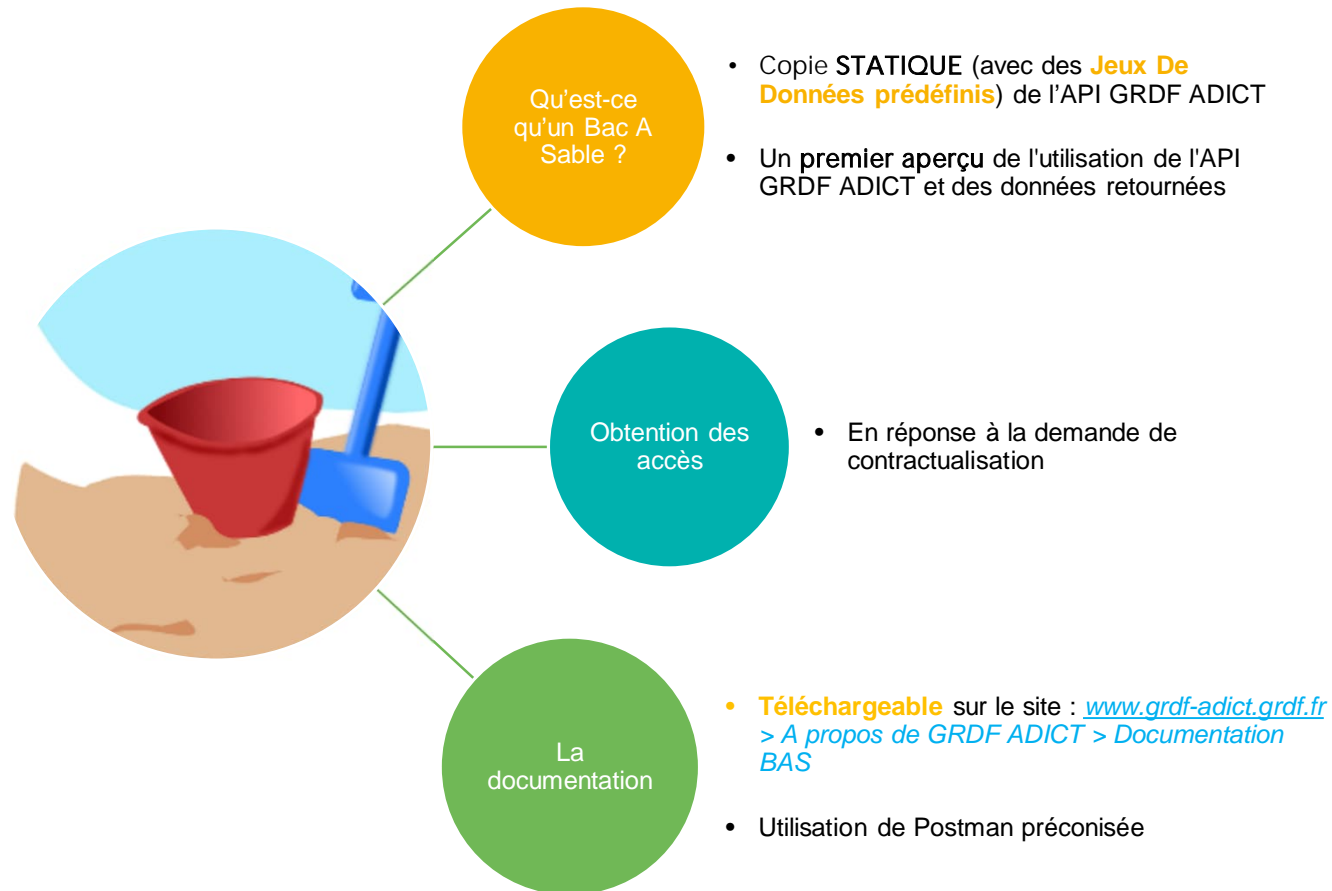 Qu'est-ce
qu'un Bac A
Sable ?
• Copie STATIQUE (avec des Jeux De
Données prédéfinis) de l'API GRDF ADICT
• Un premier aperçu de l'utilisation de l'API
GRDF ADICT et des données retournées
Obtention des
accès
• En réponse à la demande de
contractualisation
La
documentation
• Téléchargeable sur le site : www.grdf-adict.grdf.fr
> A propos de GRDF ADICT > Documentation
BAS
• Utilisation de Postman préconisée